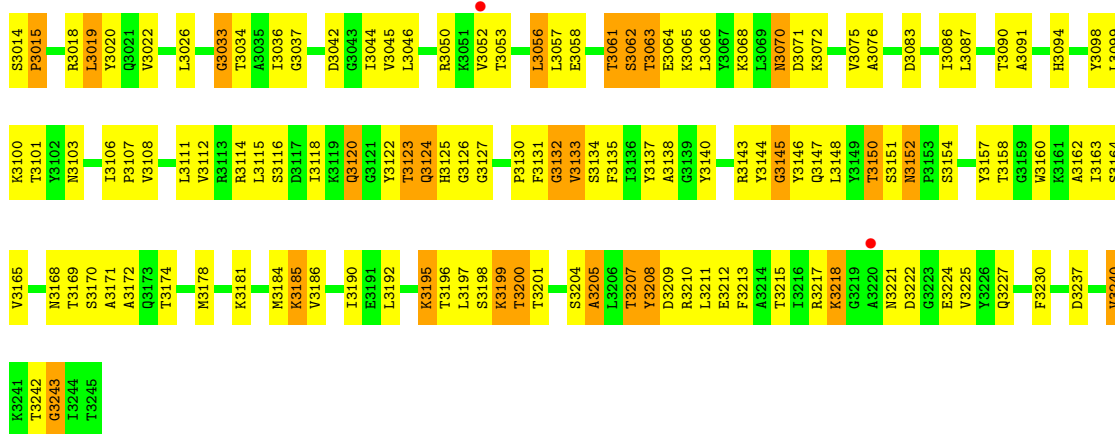 S3014 P3015 R3018 L3019 Y3020 Q3021 V3022 L3026 G3033 T3034 A3035 I3036 G3037 D3042 G3043 I3044 V3045 L3046 R3050 K3051 V3052 T3053 L3056 L3057 E3058 T3061 S3062 T3063 E3064 K3065 L3066 Y3067 K3068 L3069 N3070 D3071 K3072 V3075 A3076 D3083 I3086 L3087 T3090 A3091 H3094 Y3098 L3099
K3100 T3101 Y3102 N3103 I3106 P3107 V3108 L3111 V3112 R3113 R3114 L3115 S3116 D3117 I3118 K3119 Q3120 G3121 Y3122 T3123 Q3124 H3125 G3126 G3127 P3130 F3131 G3132 V3133 S3134 F3135 I3136 Y3137 A3138 G3139 Y3140 R3143 Y3144 G3145 Y3146 Q3147 L3148 Y3149 T3150 S3151 N3152 P3153 S3154 Y3157 T3158 G3159 W3160 K3161 A3162 I3163 S3164
V3165 N3168 T3169 S3170 A3171 A3172 Q3173 T3174 M3178 K3181 M3184 K3185 V3186 I3190 E3191 L3192 K3195 T3196 L3197 S3198 K3199 T3200 T3201 S3204 A3205 L3206 T3207 Y3208 D3209 R3210 L3211 E3212 F3213 A3214 T3215 I3216 R3217 K3218 G3219 A3220 N3221 D3222 G3223 E3224 V3225 Y3226 Q3227 F3230 D3237
K3241 T3242 G3243 I3244 T3245